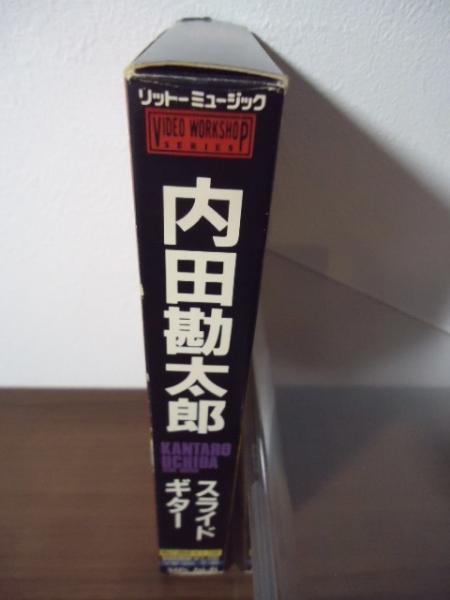 リットーミュージック
VIDEO WORKSHOP
SERIES
内田勘太郎
KANTARO
UCHIDA
スライド
ギター